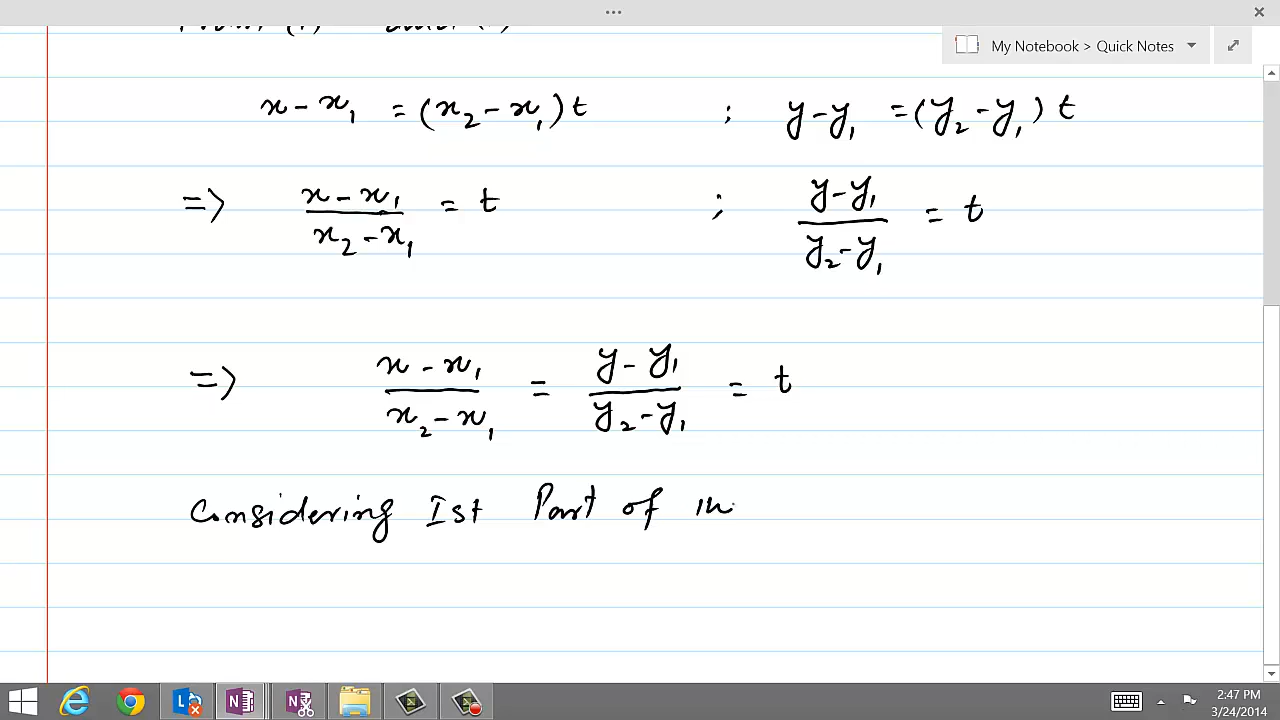 ...
My Notebook > Quick Notes
x - x₁ = (x₂ - x₁) t ; y - y₁ = (y₂ - y₁) t
=> x - x₁ / x₂ - x₁ = t ; y - y₁ / y₂ - y₁ = t
=> x - x₁ / x₂ - x₁ = y - y₁ / y₂ - y₁ = t
Considering Ist Part of in
2:47 PM
3/24/2014